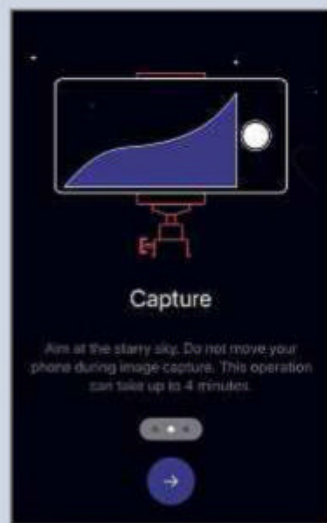 Capture
Aim at the starry sky. Do not move your
phone during image capture. This operation
can take up to 4 minutes.